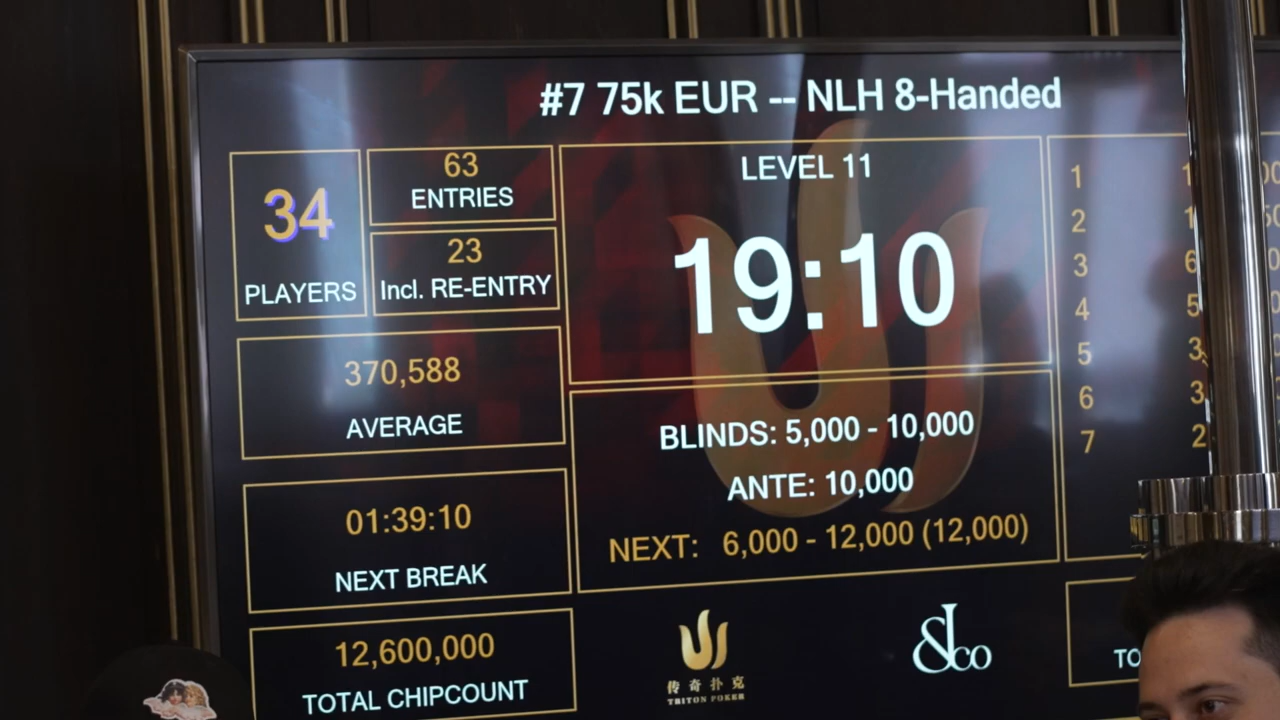 #7 75k EUR -- NLH 8-Handed
34
PLAYERS
63
ENTRIES
23
Incl. RE-ENTRY
370,588
AVERAGE
01:39:10
NEXT BREAK
12,600,000
TOTAL CHIPCOUNT
LEVEL 11
19:10
BLINDS: 5,000 - 10,000
ANTE: 10,000
NEXT: 6,000 - 12,000 (12,000)
传奇扑克
TRITON POKER
&co
1
2
3
4
5
6
7